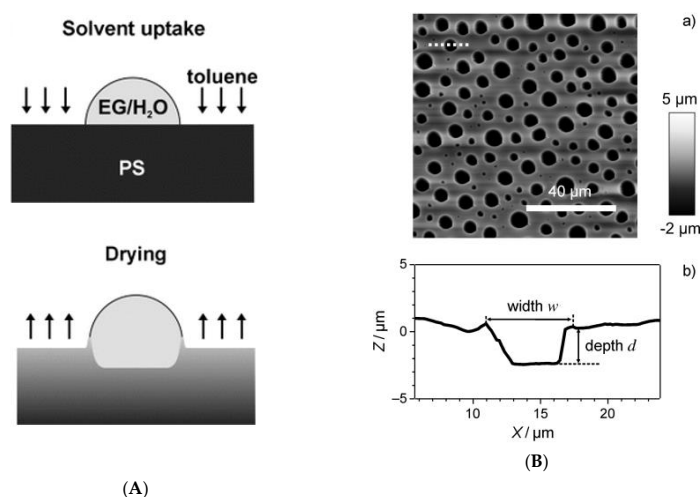 Solvent uptake
toluene
EG/H₂O
PS
Drying
(A)
a)
5 µm
40 µm
-2 µm
b)
5
width w
0
depth d
Z / µm
–5
10
15
20
X / µm
(B)